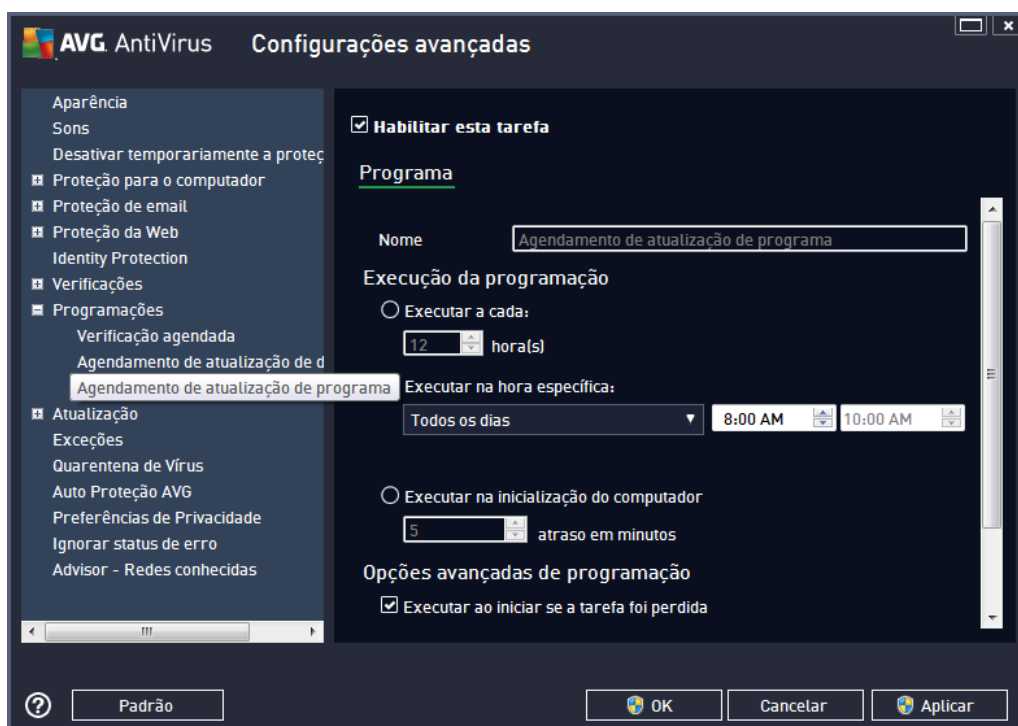 AVG. AntiVirus Configurações avançadas
Aparência
Sons
Desativar temporariamente a proteç
Proteção para o computador
Proteção de email
Proteção da Web
Identity Protection
Verificações
Programações
Verificação agendada
Agendamento de atualização de d
Agendamento de atualização de programa
Atualização
Exceções
Quarentena de Vírus
Auto Proteção AVG
Preferências de Privacidade
Ignorar status de erro
Advisor - Redes conhecidas
Habilitar esta tarefa
Programa
Nome Agendamento de atualização de programa
Execução da programação
Executar a cada:
12 hora(s)
Executar na hora específica:
Todos os dias 8:00 AM 10:00 AM
Executar na inicialização do computador
5 atraso em minutos
Opções avançadas de programação
Executar ao iniciar se a tarefa foi perdida
? Padrão OK Cancelar Aplicar